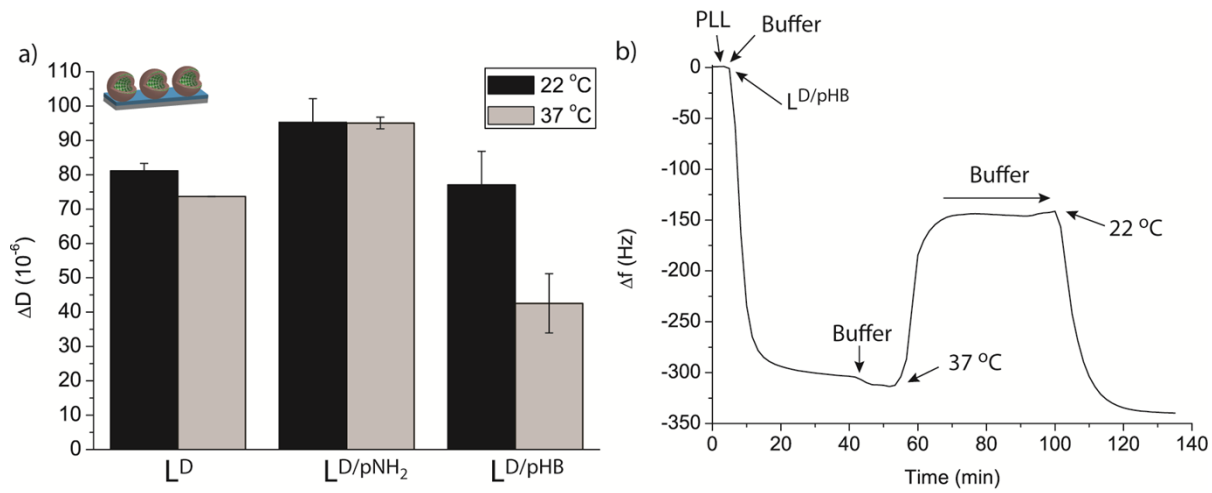 a)
110
100
90
80
70
60
50
40
30
20
10
0
ΔD (10⁻⁶)
22 °C
37 °C
Lᴰ
L^D/pNH₂
L^D/pHB
b)
PLL
Buffer
L^D/pHB
Buffer
22 °C
Buffer
37 °C
0
-50
-100
-150
-200
-250
-300
-350
Δf (Hz)
0 20 40 60 80 100 120 140
Time (min)